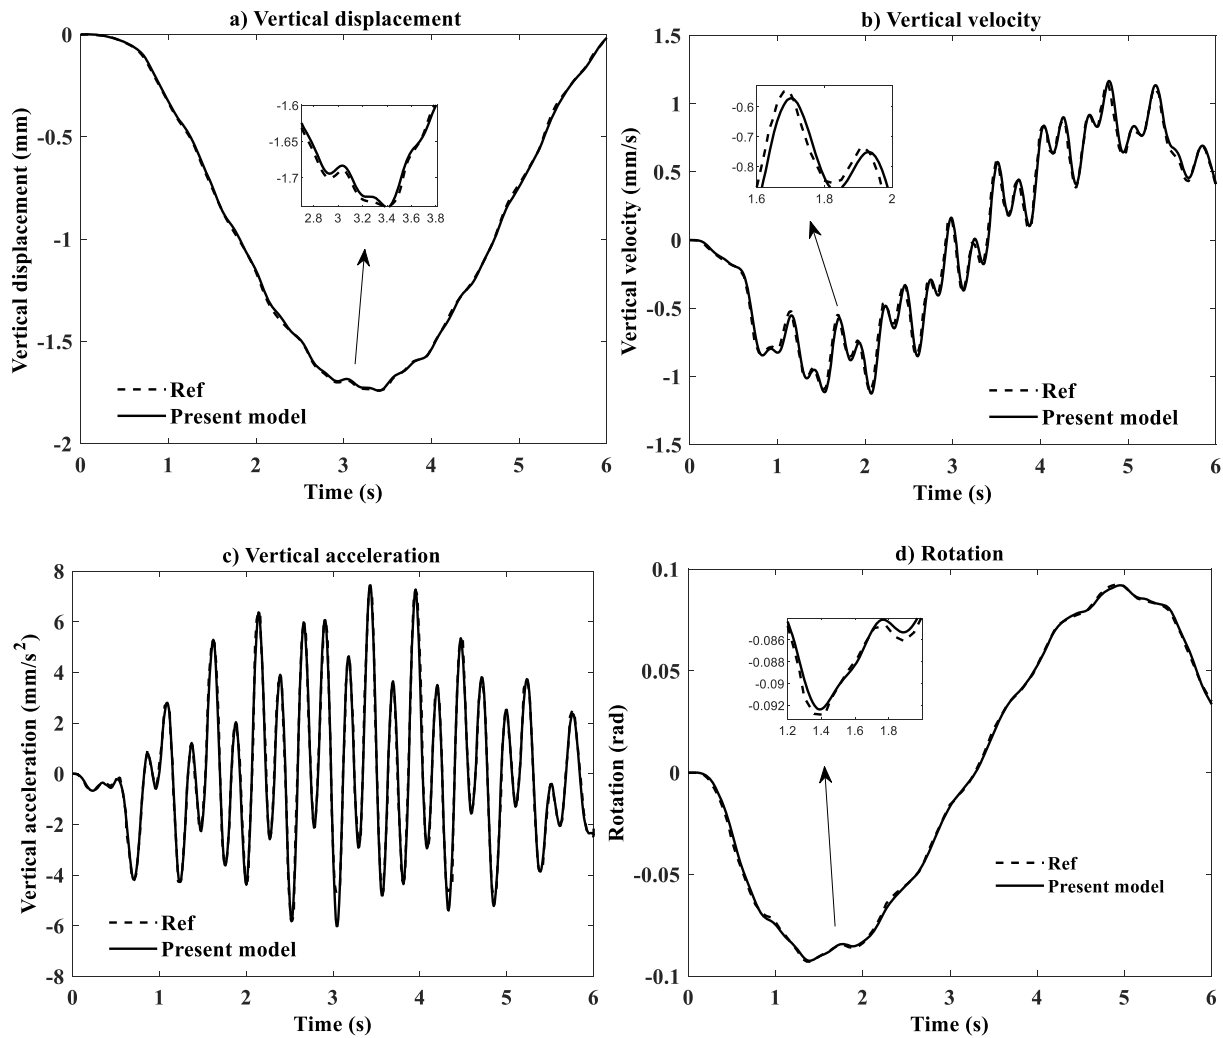 a) Vertical displacement
Vertical displacement (mm)
0
-0.5
-1
-1.5
-2
-1.6
-1.65
-1.7
2.8 3 3.2 3.4 3.6 3.8
Ref
Present model
0 1 2 3 4 5 6
Time (s)
b) Vertical velocity
Vertical velocity (mm/s)
1.5
1
0.5
0
-0.5
-1
-1.5
-0.6
-0.7
-0.8
1.6 1.8 2
Ref
Present model
0 1 2 3 4 5 6
Time (s)
c) Vertical acceleration
Vertical acceleration (mm/s²)
8
6
4
2
0
-2
-4
-6
-8
Ref
Present model
0 1 2 3 4 5 6
Time (s)
d) Rotation
Rotation (rad)
0.1
0.05
0
-0.05
-0.1
-0.086
-0.088
-0.09
-0.092
1.2 1.4 1.6 1.8
Ref
Present model
0 1 2 3 4 5 6
Time (s)